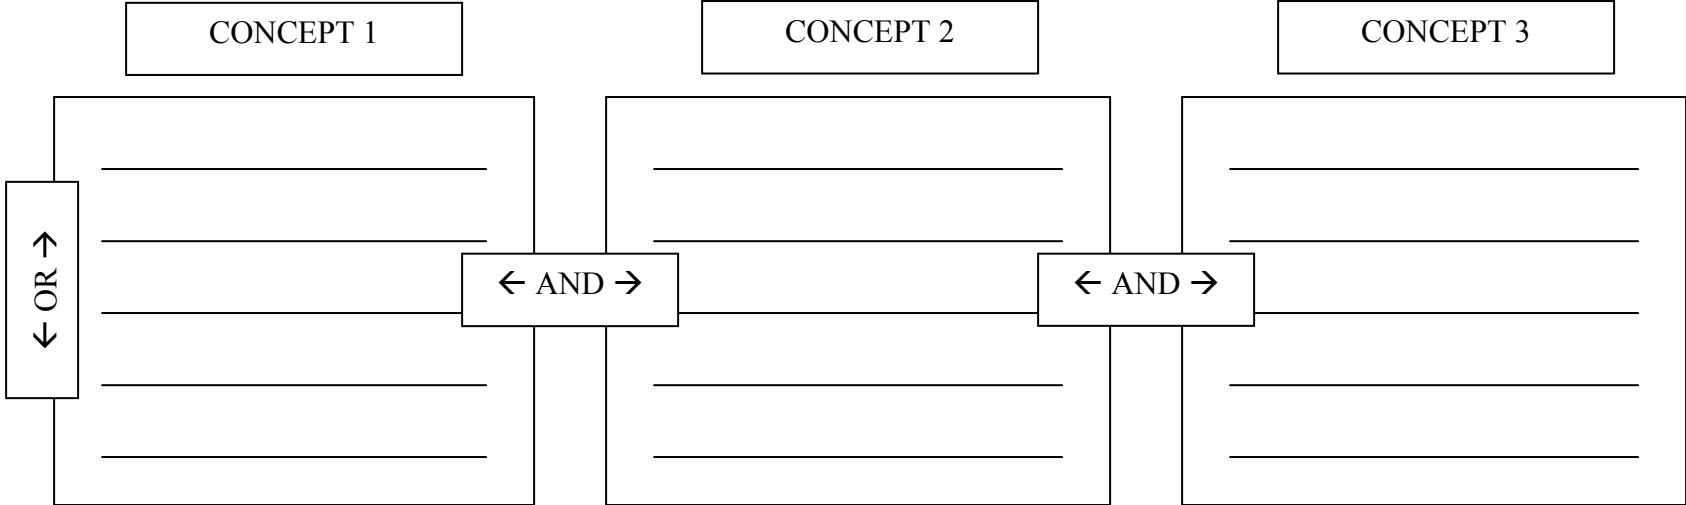 CONCEPT 1
CONCEPT 2
CONCEPT 3
← OR →
← AND →
← AND →